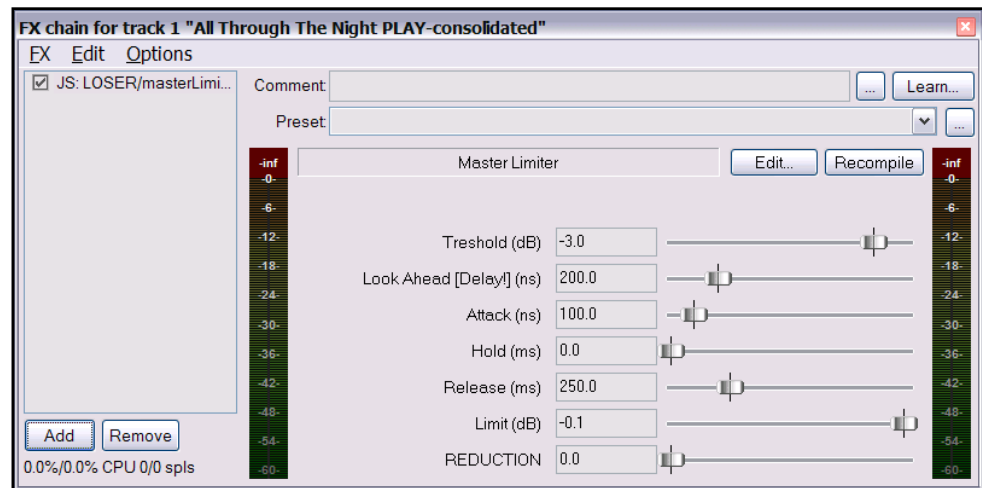 FX chain for track 1 "All Through The Night PLAY-consolidated"
FX Edit Options
JS: LOSER/masterLimi...
Comment: ... Learn...
Preset: ...
-inf Master Limiter Edit... Recompile -inf
-0- -0-
-6- -6-
-12- Treshold (dB) -3.0 -12-
-18- Look Ahead [Delay!] (ns) 200.0 -18-
-24- -24-
-30- Attack (ns) 100.0 -30-
-36- Hold (ms) 0.0 -36-
-42- Release (ms) 250.0 -42-
-48- Limit (dB) -0.1 -48-
Add Remove
-54- -54-
-60- REDUCTION 0.0 -60-
0.0%/0.0% CPU 0/0 spls